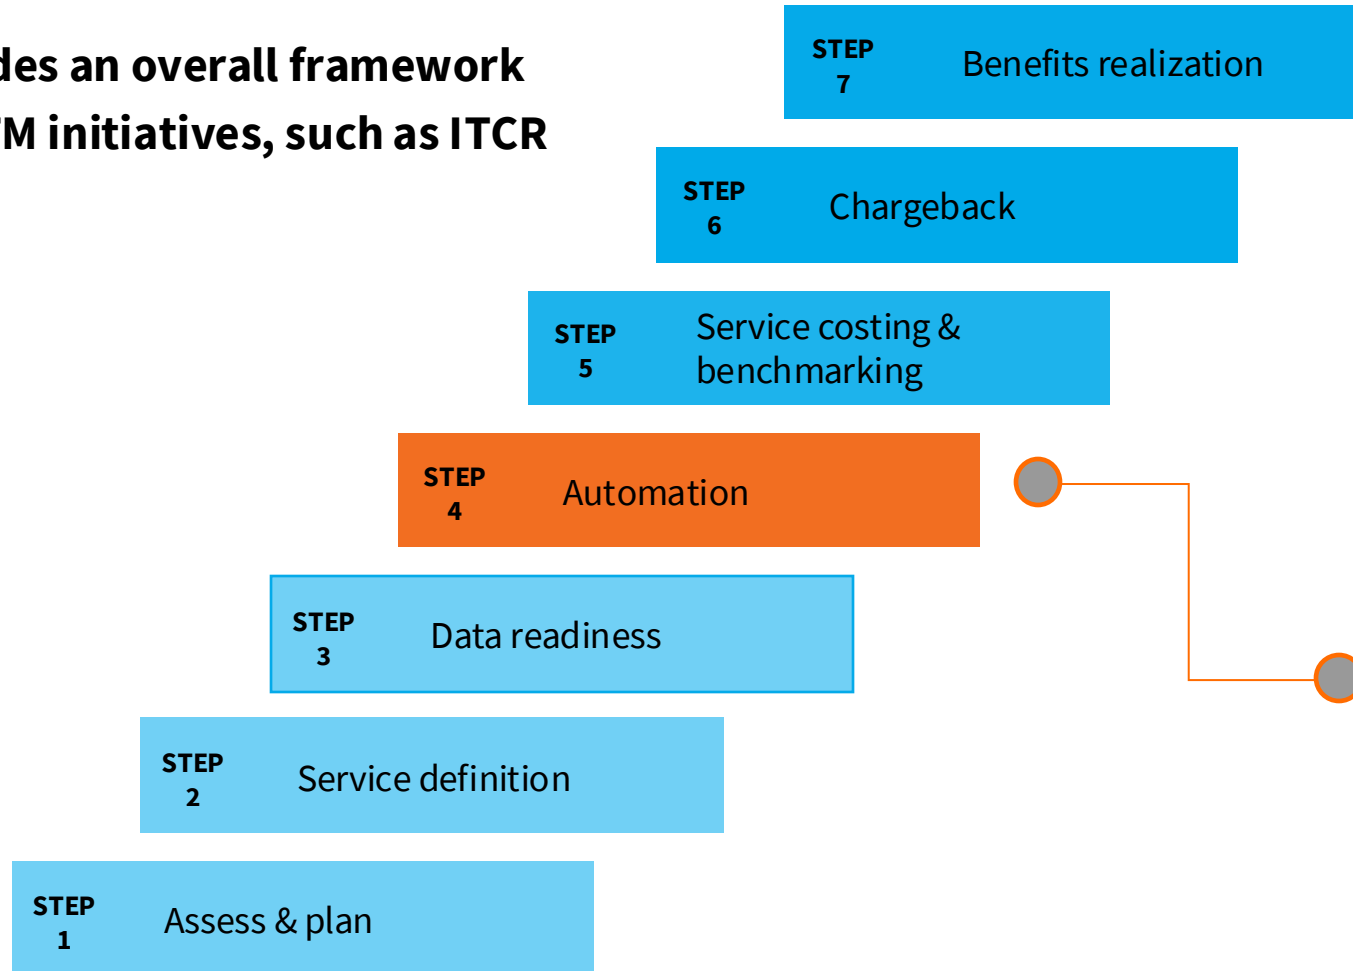 des an overall framework
M initiatives, such as ITCR
STEP
7
Benefits realization
STEP
6
Chargeback
STEP
5
Service costing &
benchmarking
STEP
4
Automation
STEP
3
Data readiness
STEP
2
Service definition
STEP
1
Assess & plan